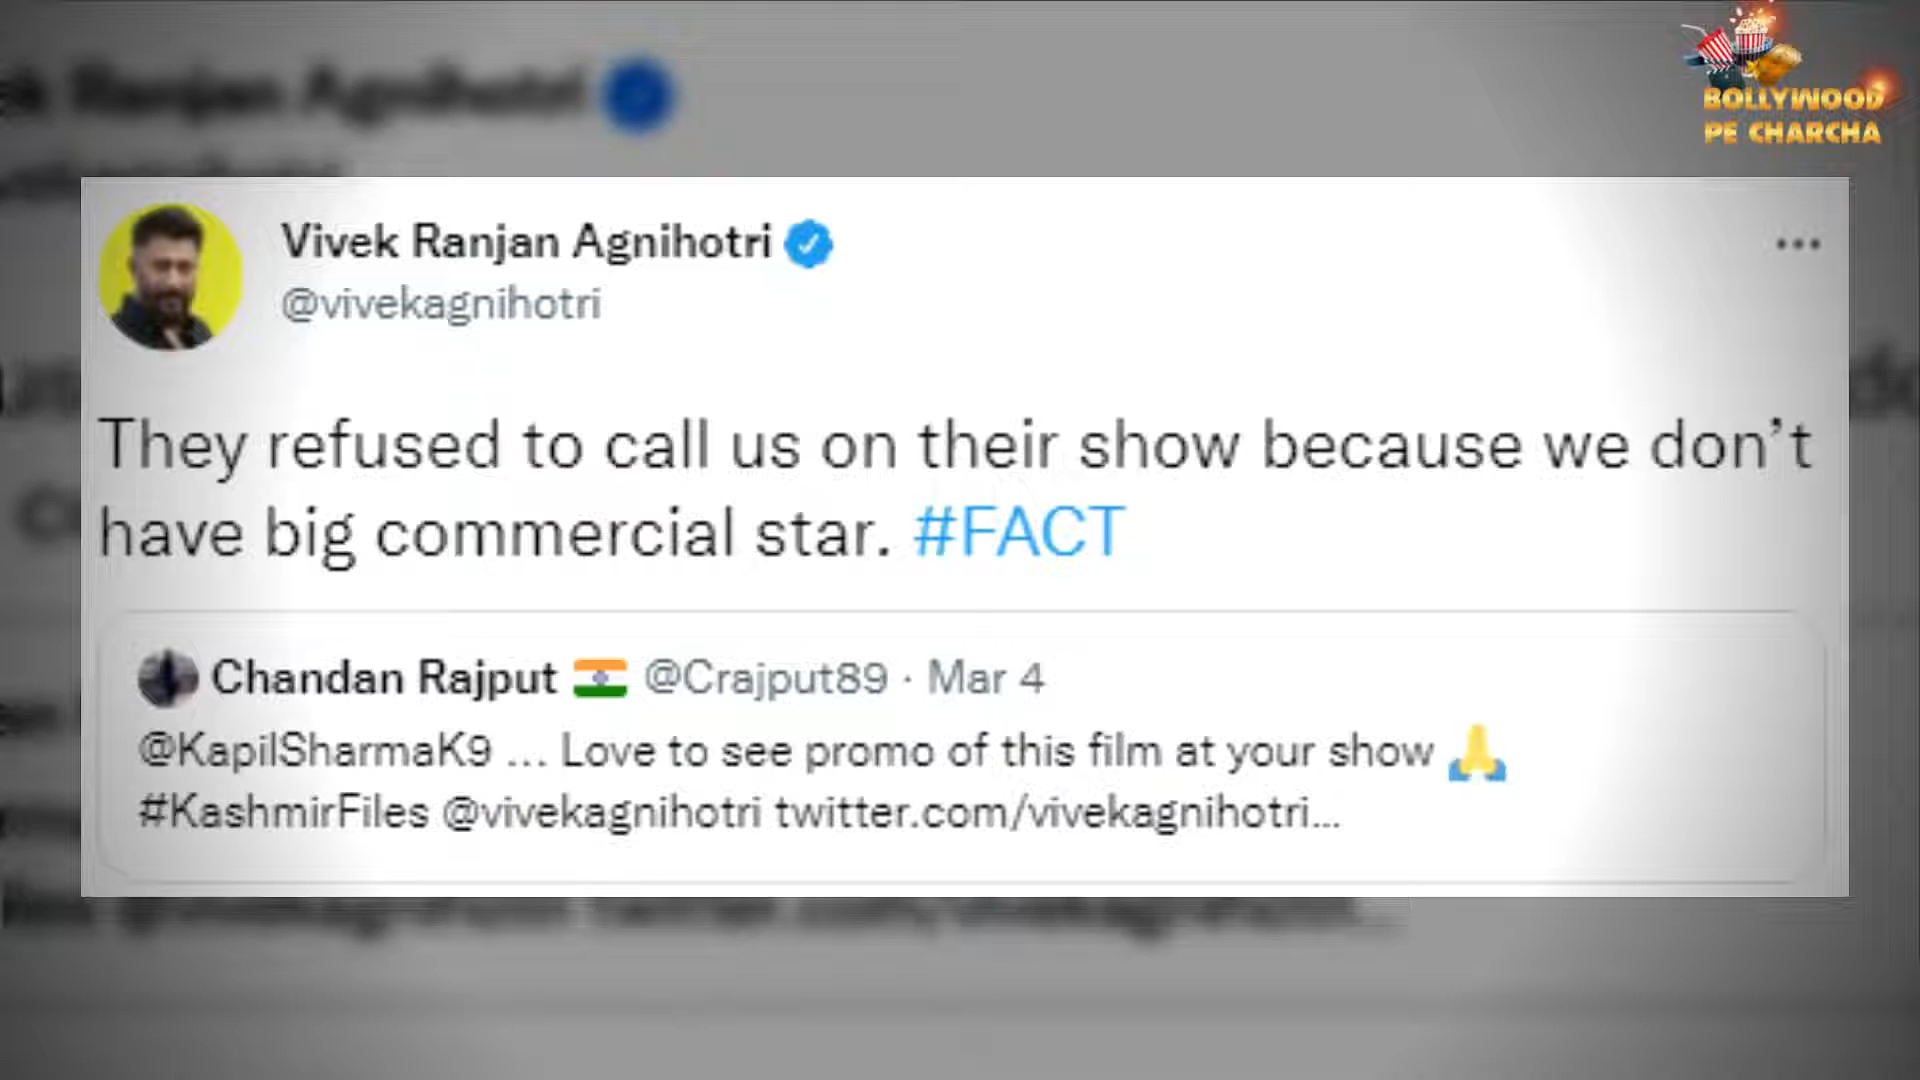 BOLLYWOOD
PE CHARCHA
Ranjan Agnihotri
Vivek Ranjan Agnihotri
@vivekagnihotri
They refused to call us on their show because we don’t
have big commercial star. #FACT
Chandan Rajput @Crajput89 · Mar 4
@KapilSharmaK9 ... Love to see promo of this film at your show
#KashmirFiles @vivekagnihotri twitter.com/vivekagnihotri...